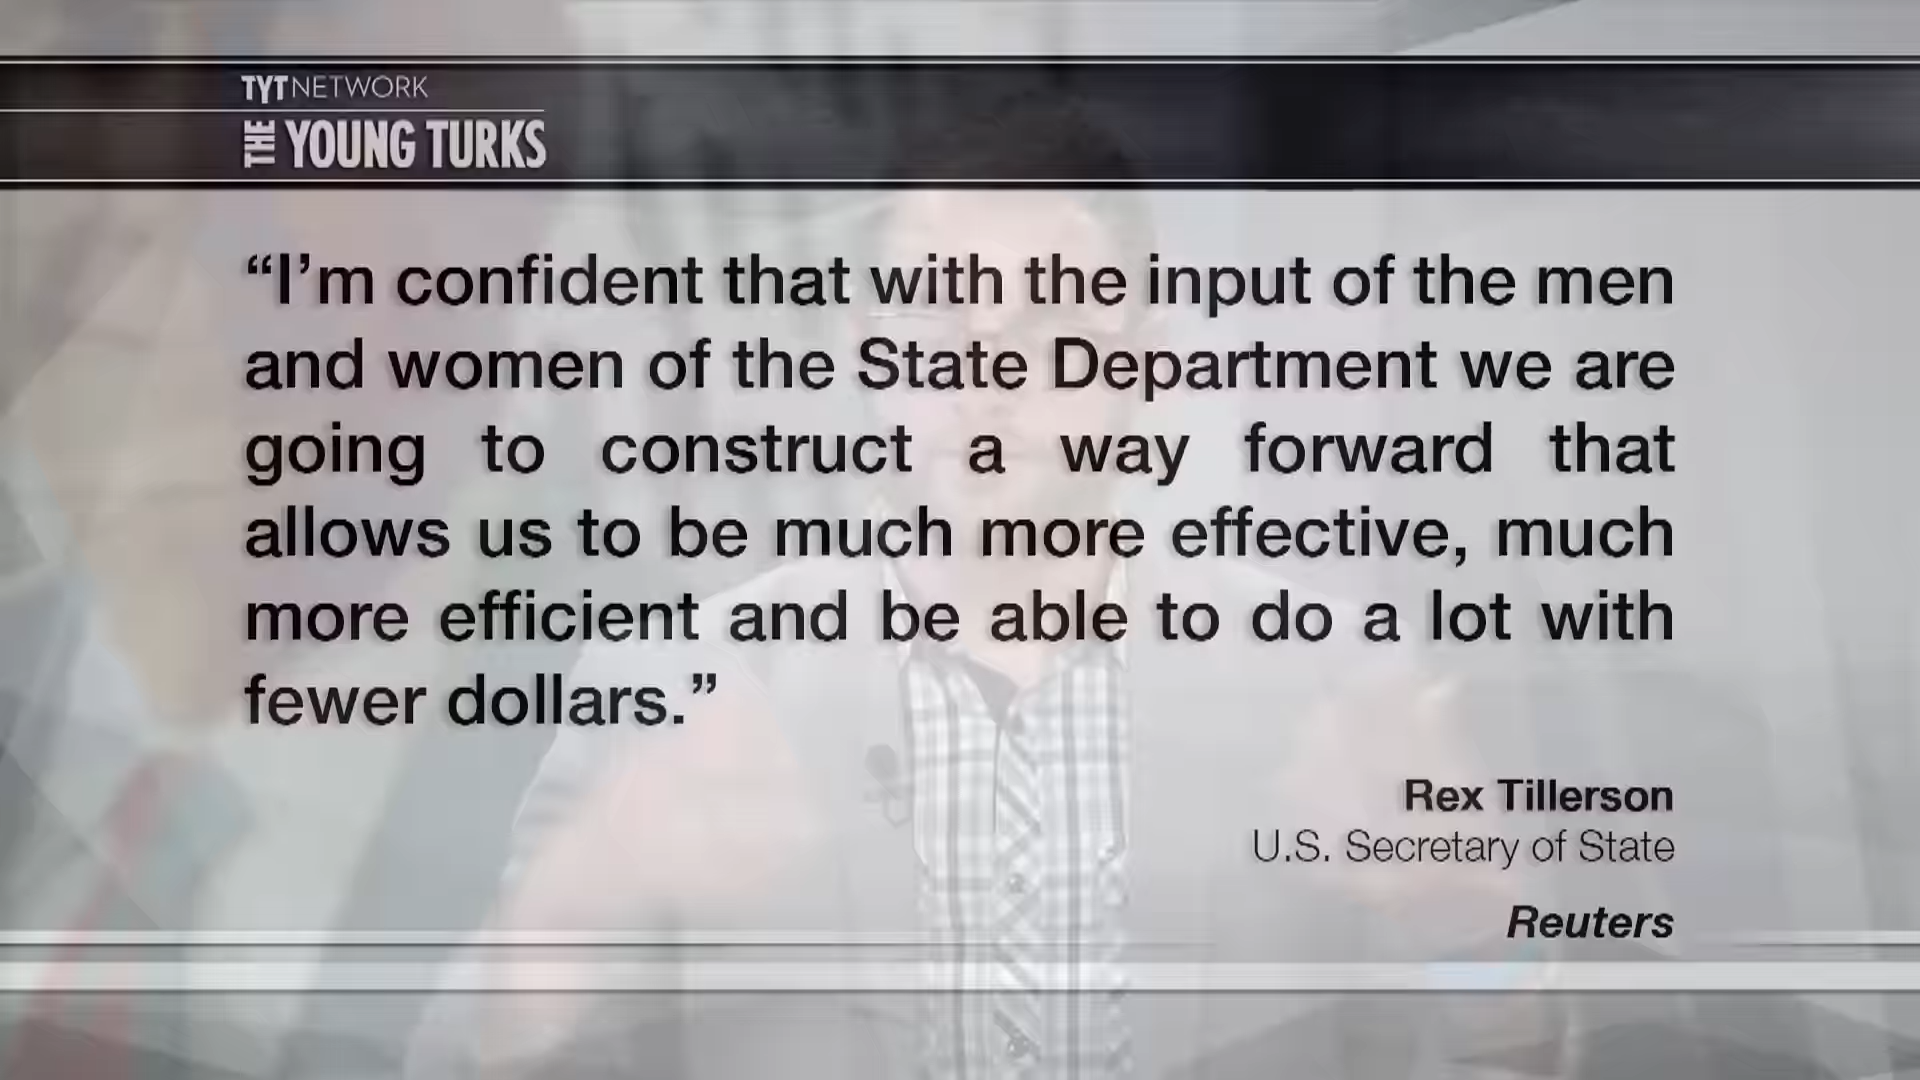 TYT NETWORK
THE YOUNG TURKS
“I’m confident that with the input of the men
and women of the State Department we are
going to construct a way forward that
allows us to be much more effective, much
more efficient and be able to do a lot with
fewer dollars.”
Rex Tillerson
U.S. Secretary of State
Reuters